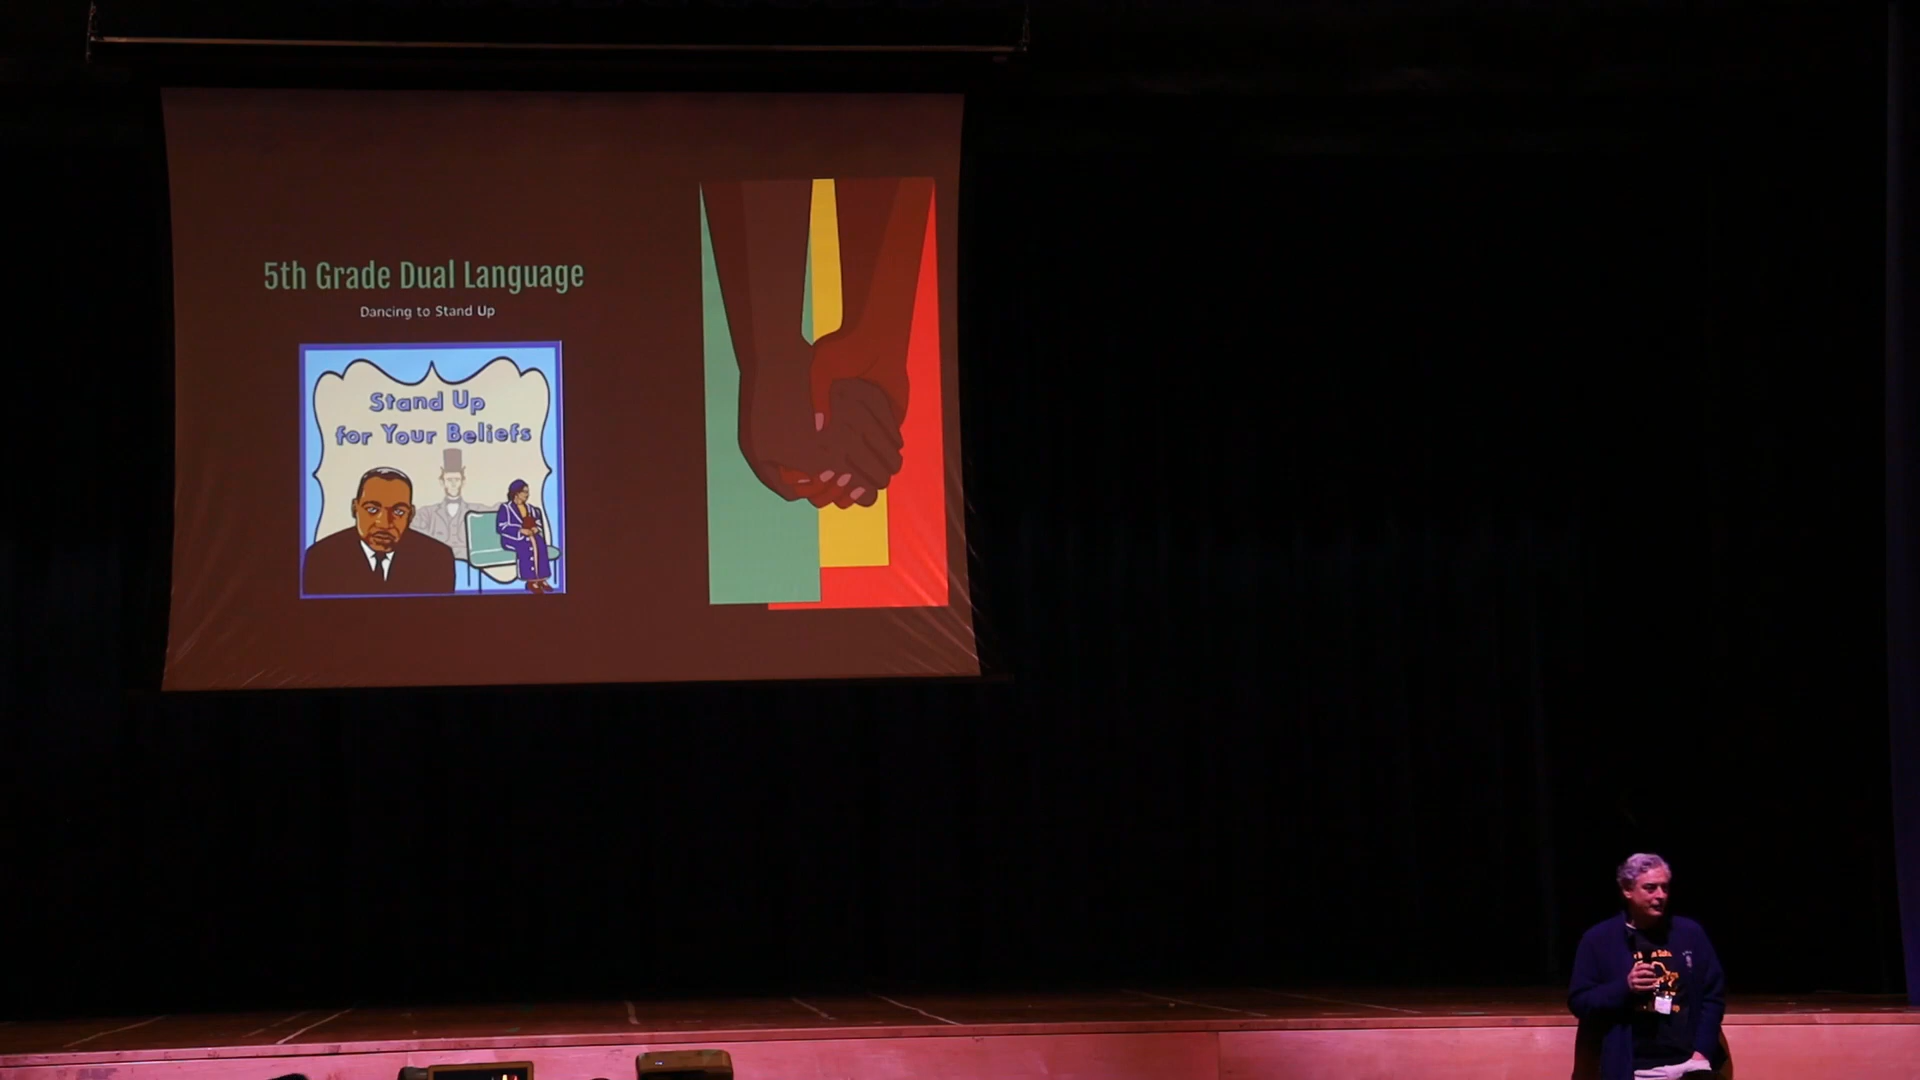 5th Grade Dual Language
Dancing to Stand Up
Stand Up
for Your Beliefs